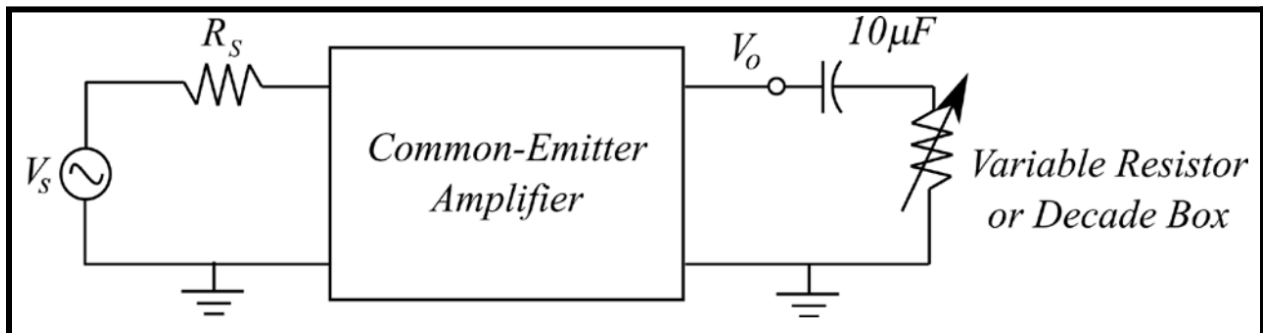 R_S
10µF
V_o
V_s
Common-Emitter
Amplifier
Variable Resistor
or Decade Box